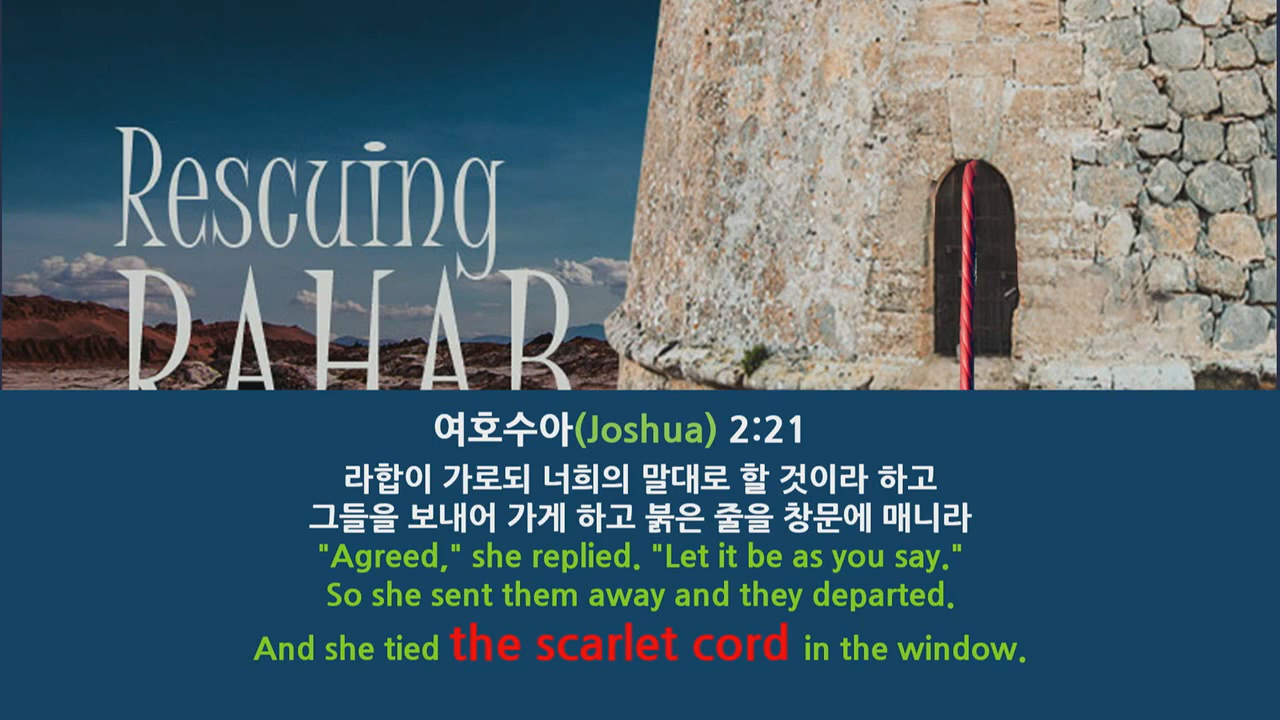 Rescuing
RAHAB
여호수아(Joshua) 2:21
라합이 가로되 너희의 말대로 할 것이라 하고
그들을 보내어 가게 하고 붉은 줄을 창문에 매니라
"Agreed," she replied. "Let it be as you say."
So she sent them away and they departed.
And she tied the scarlet cord in the window.